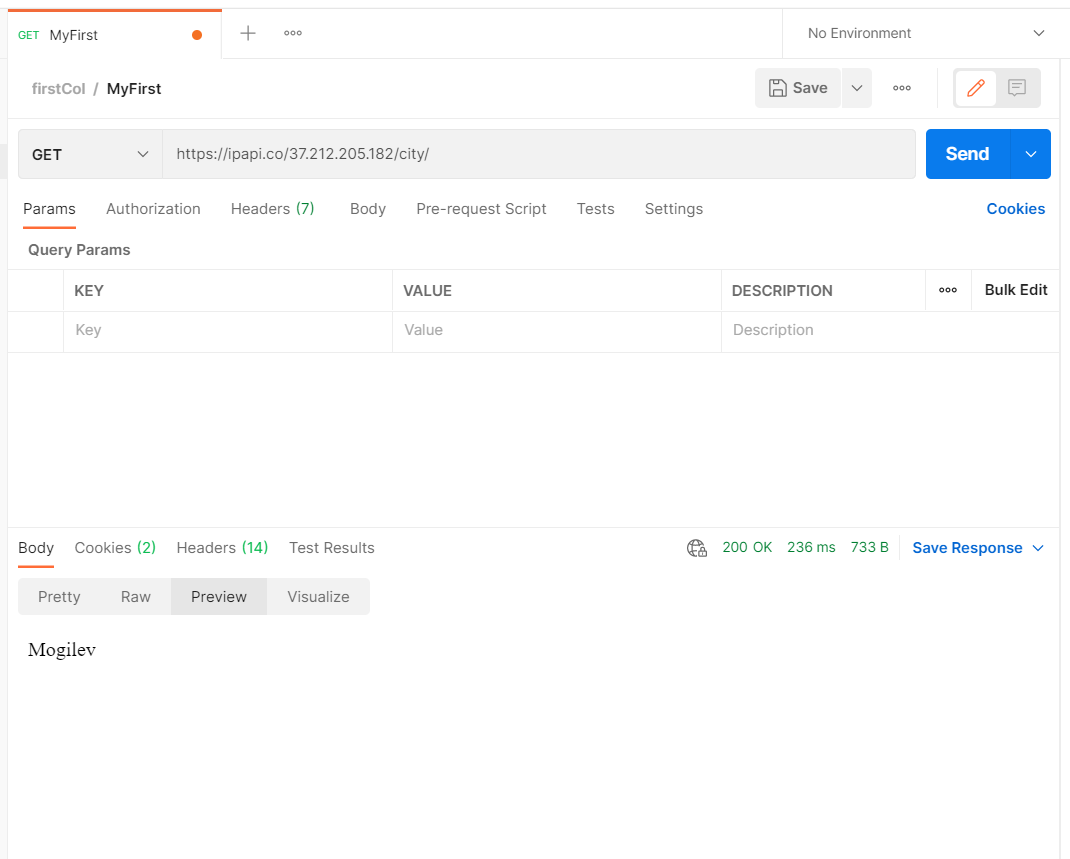 GET MyFirst No Environment
firstCol / MyFirst Save
GET https://ipapi.co/37.212.205.182/city/ Send
Params Authorization Headers (7) Body Pre-request Script Tests Settings Cookies
Query Params
KEY VALUE DESCRIPTION Bulk Edit
Key Value Description
Body Cookies (2) Headers (14) Test Results 200 OK 236 ms 733 B Save Response
Pretty Raw Preview Visualize
Mogilev